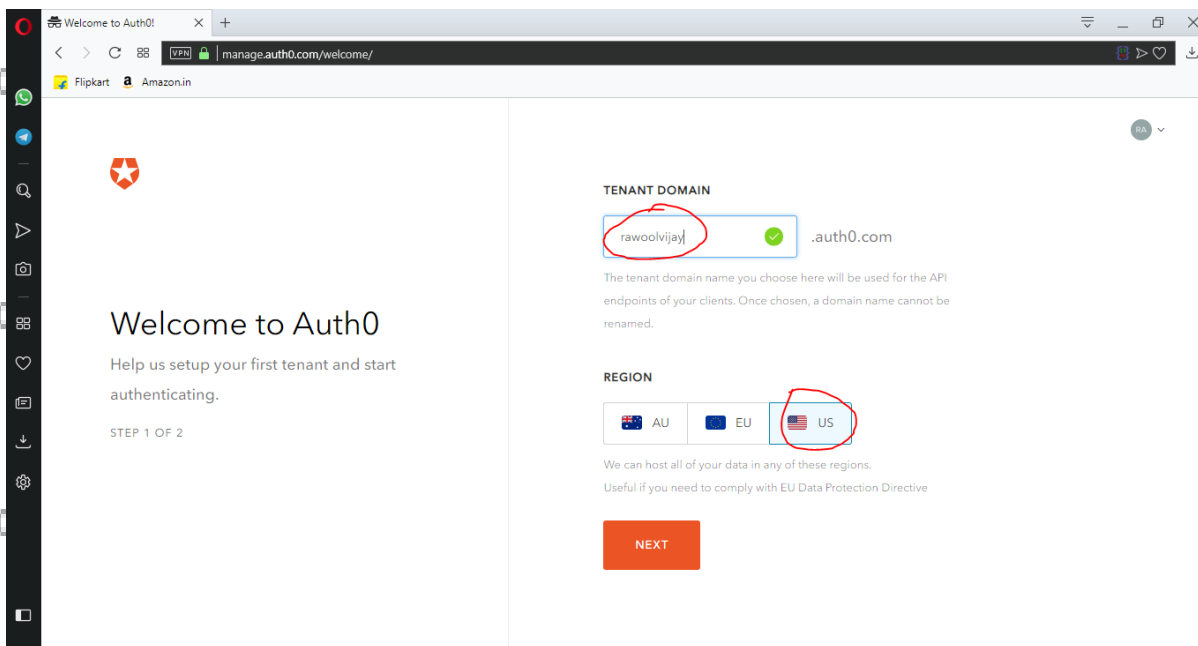 Welcome to Auth0!
VPN manage.auth0.com/welcome/
Flipkart a Amazon.in
RA
TENANT DOMAIN
rawoolvijay .auth0.com
The tenant domain name you choose here will be used for the API
endpoints of your clients. Once chosen, a domain name cannot be
renamed.
Welcome to Auth0
Help us setup your first tenant and start
authenticating.
STEP 1 OF 2
REGION
AU EU US
We can host all of your data in any of these regions.
Useful if you need to comply with EU Data Protection Directive
NEXT